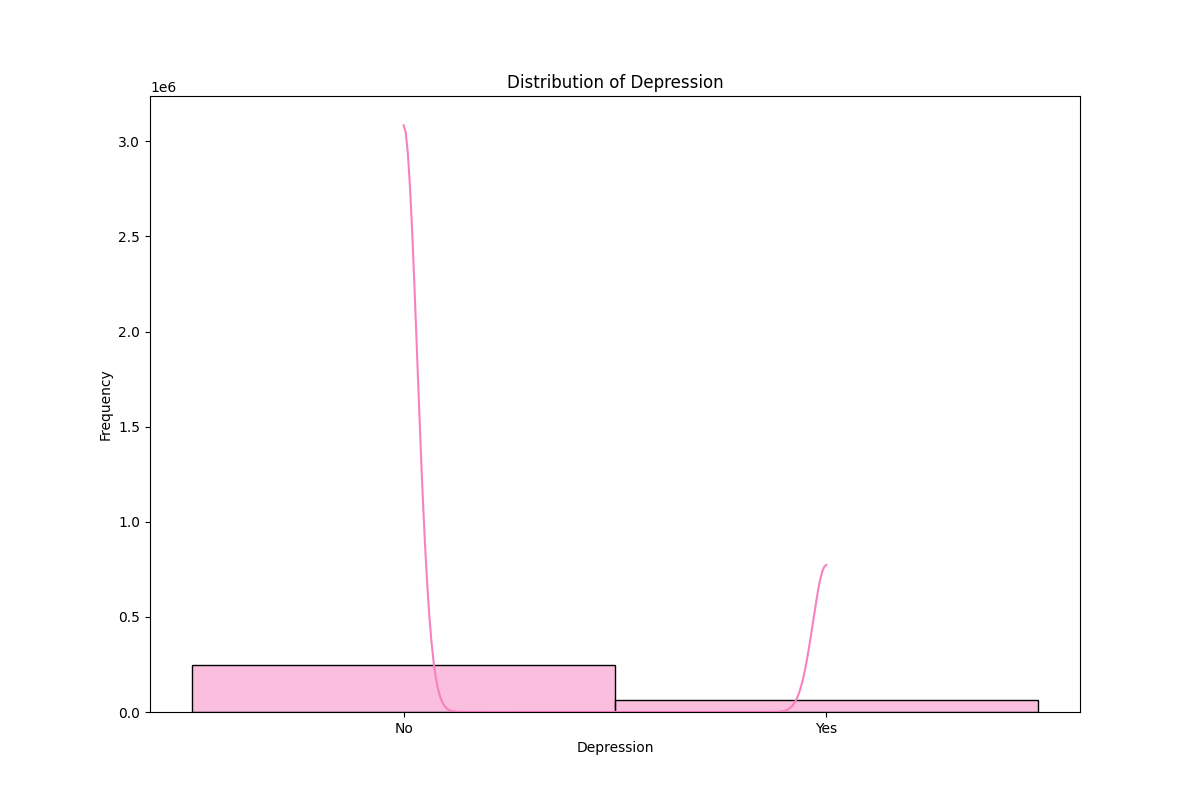 Distribution of Depression
1e6
3.0
2.5
2.0
1.5
1.0
0.5
0.0
Frequency
No Yes
Depression